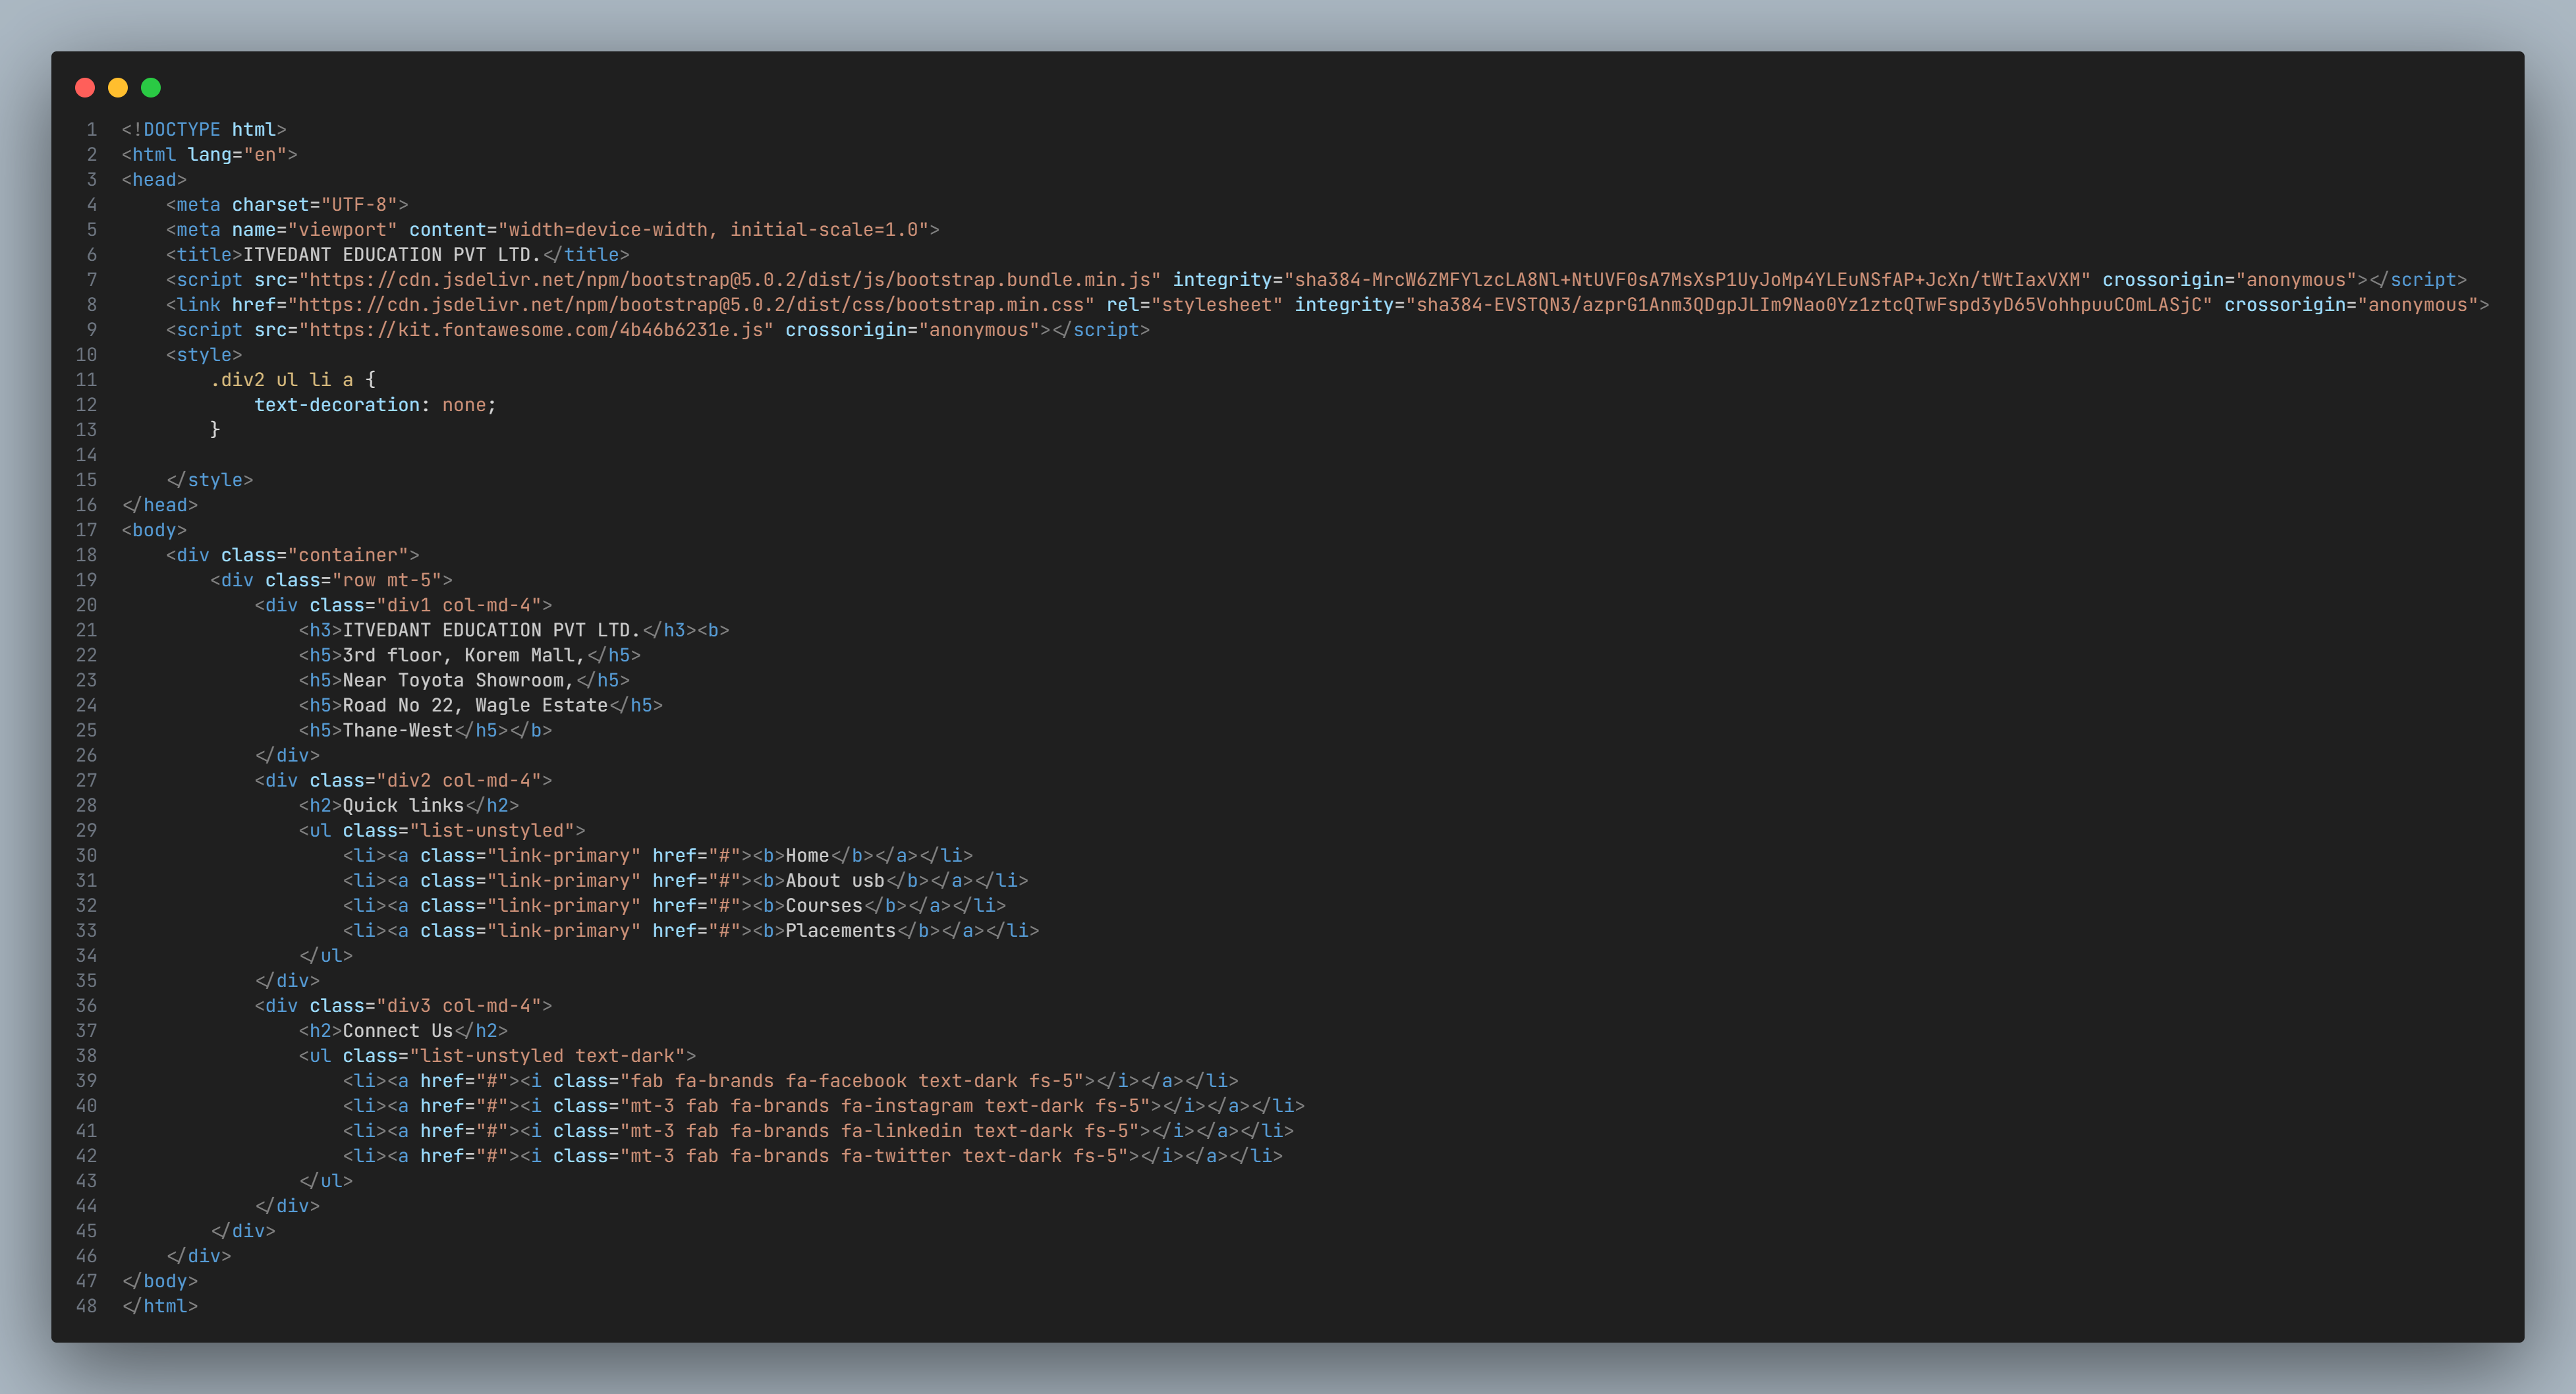 1 <!DOCTYPE html>
2 <html lang="en">
3 <head>
4     <meta charset="UTF-8">
5     <meta name="viewport" content="width=device-width, initial-scale=1.0">
6     <title>ITVEDANT EDUCATION PVT LTD.</title>
7     <script src="https://cdn.jsdelivr.net/npm/bootstrap@5.0.2/dist/js/bootstrap.bundle.min.js" integrity="sha384-MrcW6ZMFYlzcLA8Nl+NtUVF0sA7MsXsP1UyJoMp4YLEuNSfAP+JcXn/tWtIaxVXM" crossorigin="anonymous"></script>
8     <link href="https://cdn.jsdelivr.net/npm/bootstrap@5.0.2/dist/css/bootstrap.min.css" rel="stylesheet" integrity="sha384-EVSTQN3/azprG1Anm3QDgpJLIm9Nao0Yz1ztcQTwFspd3yD65VohhpuuCOmLASjC" crossorigin="anonymous">
9     <script src="https://kit.fontawesome.com/4b46b6231e.js" crossorigin="anonymous"></script>
10     <style>
11         .div2 ul li a {
12             text-decoration: none;
13         }
14
15     </style>
16 </head>
17 <body>
18     <div class="container">
19         <div class="row mt-5">
20             <div class="div1 col-md-4">
21                 <h3>ITVEDANT EDUCATION PVT LTD.</h3><b>
22                 <h5>3rd floor, Korem Mall,</h5>
23                 <h5>Near Toyota Showroom,</h5>
24                 <h5>Road No 22, Wagle Estate</h5>
25                 <h5>Thane-West</h5></b>
26             </div>
27             <div class="div2 col-md-4">
28                 <h2>Quick links</h2>
29                 <ul class="list-unstyled">
30                     <li><a class="link-primary" href="#"><b>Home</b></a></li>
31                     <li><a class="link-primary" href="#"><b>About usb</b></a></li>
32                     <li><a class="link-primary" href="#"><b>Courses</b></a></li>
33                     <li><a class="link-primary" href="#"><b>Placements</b></a></li>
34                 </ul>
35             </div>
36             <div class="div3 col-md-4">
37                 <h2>Connect Us</h2>
38                 <ul class="list-unstyled text-dark">
39                     <li><a href="#"><i class="fab fa-brands fa-facebook text-dark fs-5"></i></a></li>
40                     <li><a href="#"><i class="mt-3 fab fa-brands fa-instagram text-dark fs-5"></i></a></li>
41                     <li><a href="#"><i class="mt-3 fab fa-brands fa-linkedin text-dark fs-5"></i></a></li>
42                     <li><a href="#"><i class="mt-3 fab fa-brands fa-twitter text-dark fs-5"></i></a></li>
43                 </ul>
44             </div>
45         </div>
46     </div>
47 </body>
48 </html>